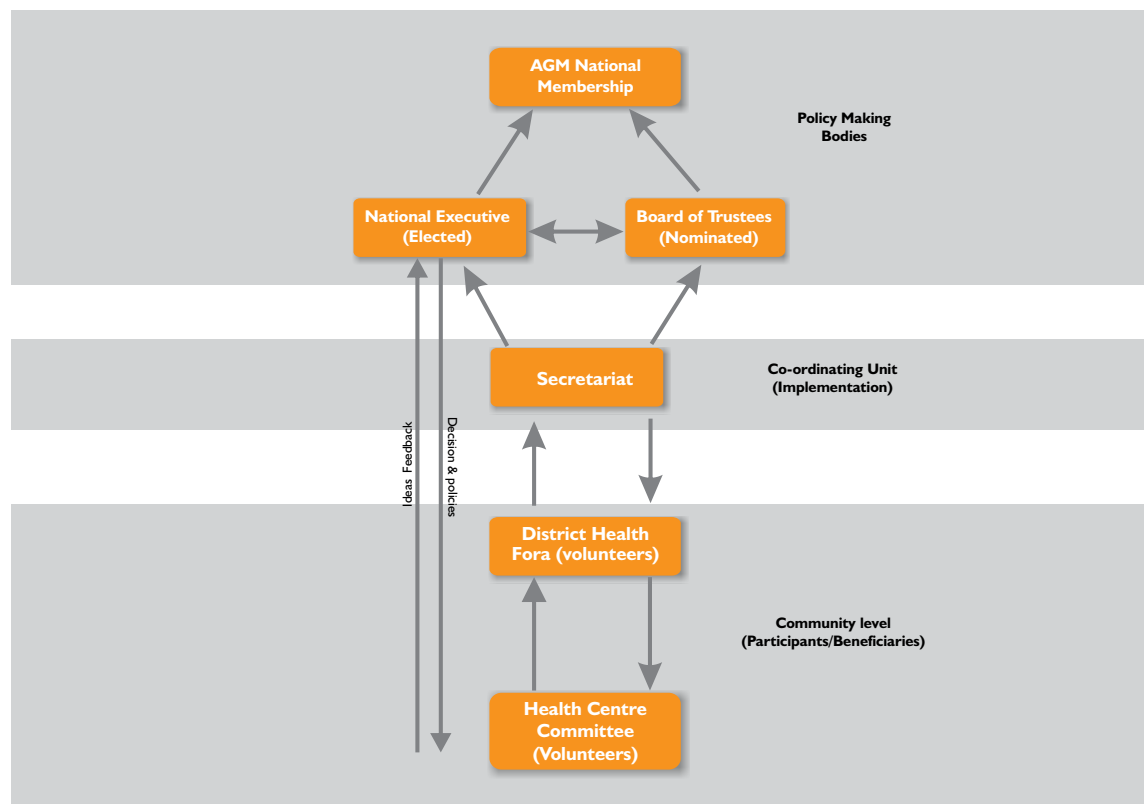 AGM National
Membership
Policy Making
Bodies
National Executive
(Elected)
Board of Trustees
(Nominated)
Secretariat
Co-ordinating Unit
(Implementation)
Ideas  Feedback
Decision & policies
District Health
Fora (volunteers)
Community level
(Participants/Beneficiaries)
Health Centre
Committee
(Volunteers)